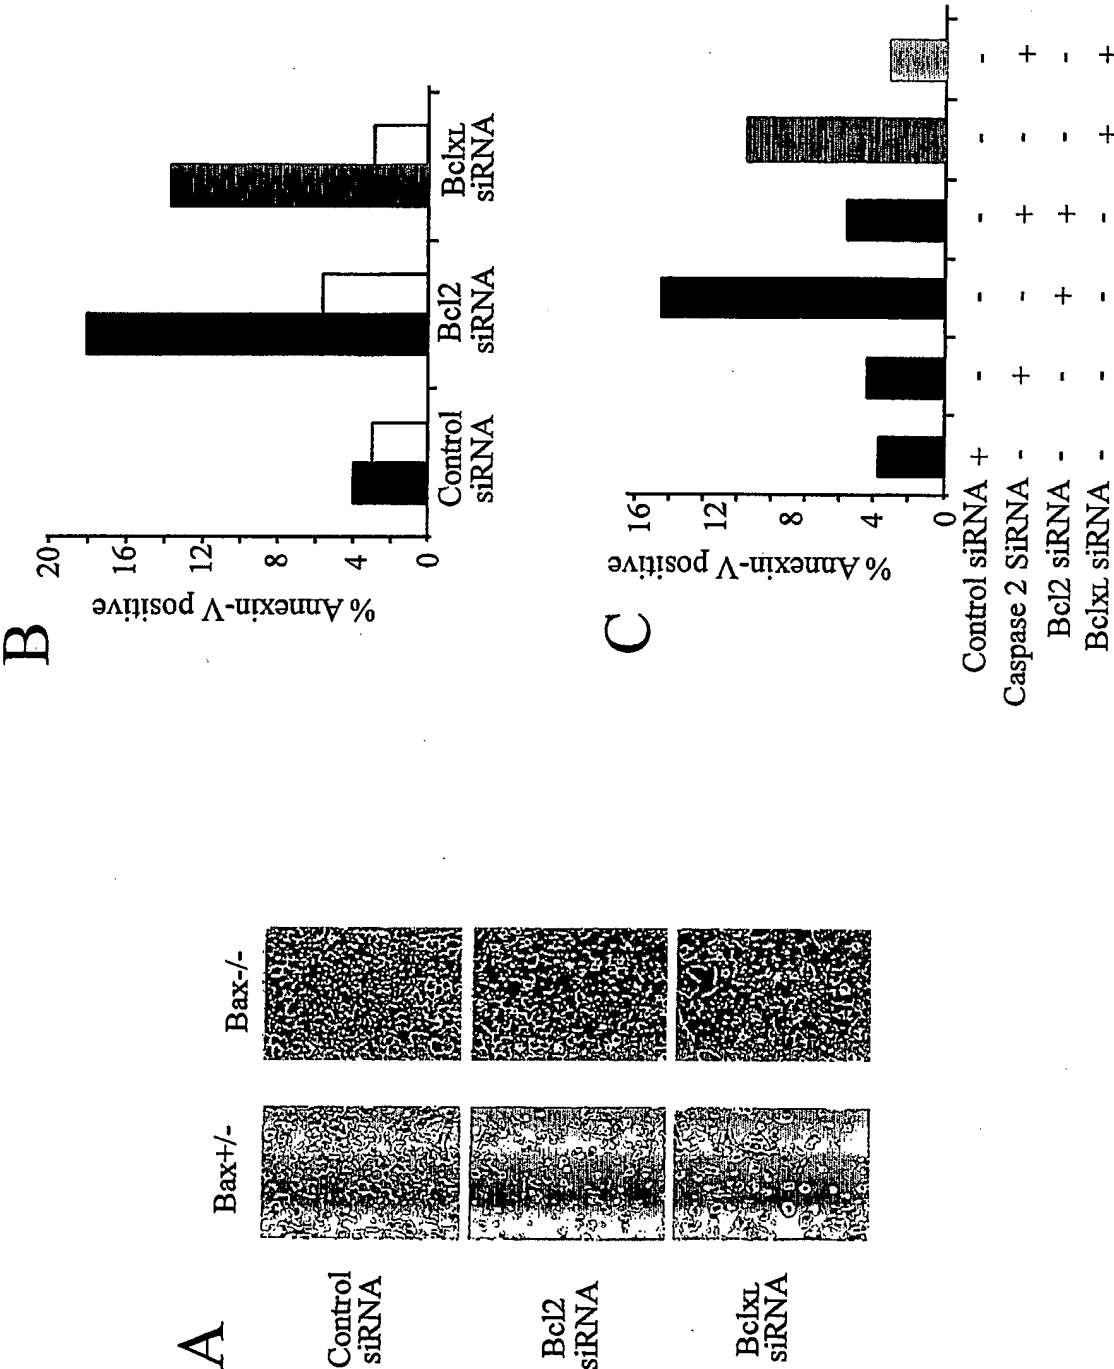 A
Bax+/-
Bax-/-
Control
siRNA
Bcl2
siRNA
BclxL
siRNA
B
% Annexin-V positive
20
16
12
8
4
0
Control
siRNA
Bcl2
siRNA
BclxL
siRNA
C
% Annexin-V positive
16
12
8
4
0
Control siRNA + - - - - -
Caspase 2 SiRNA - + - + - +
Bcl2 siRNA - - + + - -
BclxL siRNA - - - - + +